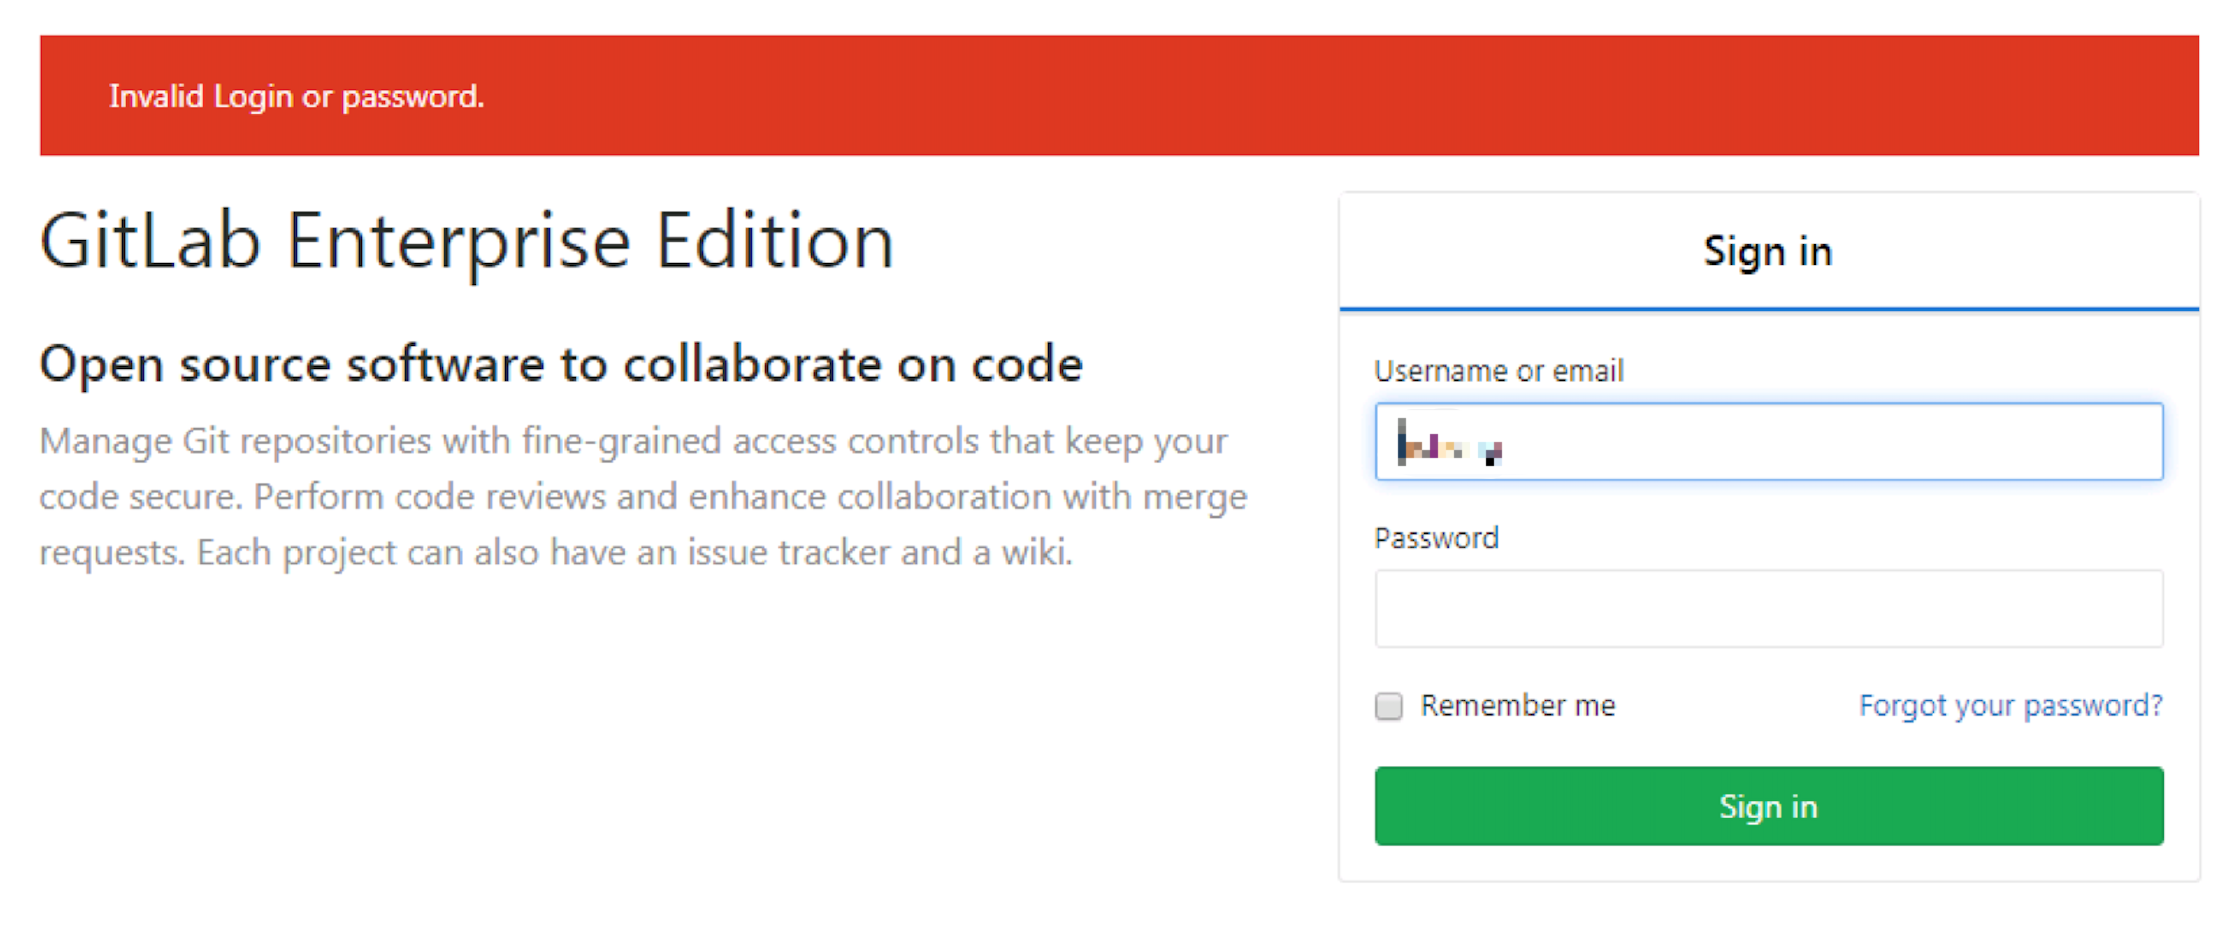 Invalid Login or password.
GitLab Enterprise Edition
Open source software to collaborate on code
Manage Git repositories with fine-grained access controls that keep your
code secure. Perform code reviews and enhance collaboration with merge
requests. Each project can also have an issue tracker and a wiki.
Sign in
Username or email
Password
Remember me
Forgot your password?
Sign in